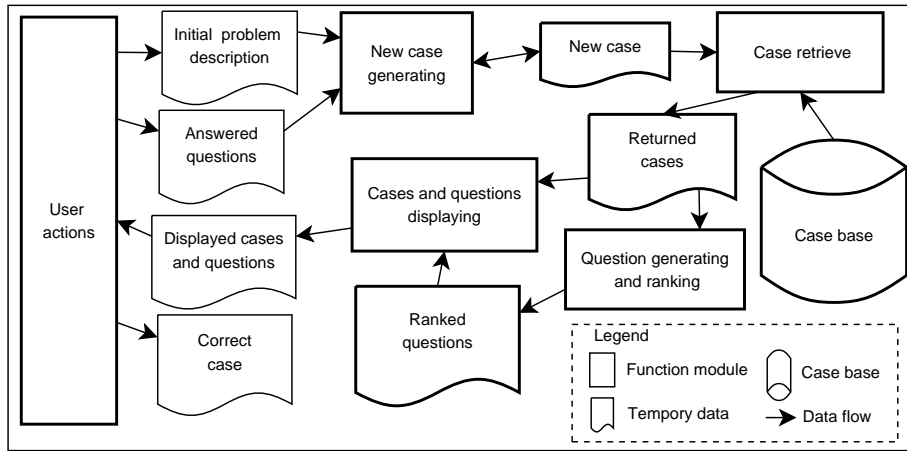 User
actions
Initial problem
description
Answered
questions
Displayed cases
and questions
Correct
case
New case
generating
New case
Case retrieve
Returned
cases
Cases and questions
displaying
Question generating
and ranking
Ranked
questions
Case base
Legend
Function module
Case base
Tempory data
Data flow